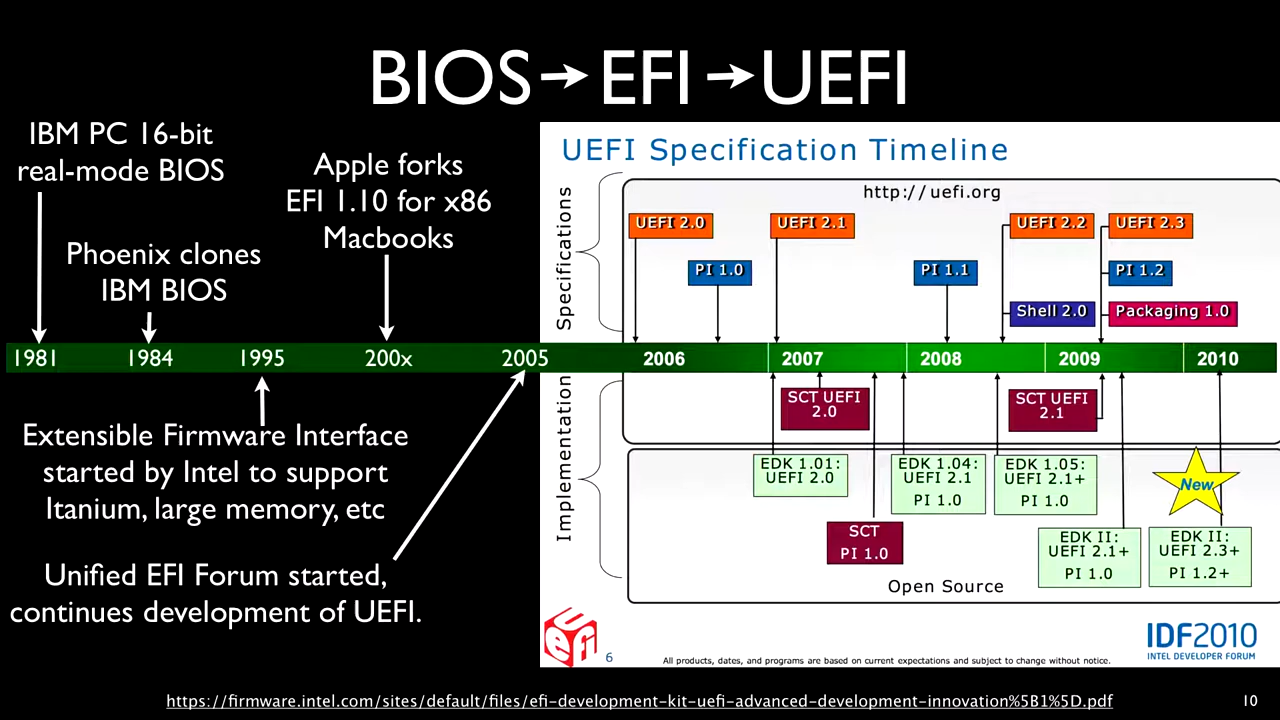 BIOS→EFI→UEFI
IBM PC 16-bit
real-mode BIOS
Phoenix clones
IBM BIOS
Apple forks
EFI 1.10 for x86
Macbooks
1981
1984
1995
200x
2005
Extensible Firmware Interface
started by Intel to support
Itanium, large memory, etc
Unified EFI Forum started,
continues development of UEFI.
UEFI Specification Timeline
Specifications
http://uefi.org
UEFI 2.0
UEFI 2.1
UEFI 2.2
UEFI 2.3
PI 1.0
PI 1.1
PI 1.2
Shell 2.0
Packaging 1.0
2006
2007
2008
2009
2010
Implementation
SCT UEFI
2.0
SCT UEFI
2.1
EDK 1.01:
UEFI 2.0
EDK 1.04:
UEFI 2.1
PI 1.0
EDK 1.05:
UEFI 2.1+
PI 1.0
New
SCT
PI 1.0
EDK II:
UEFI 2.1+
PI 1.0
EDK II:
UEFI 2.3+
PI 1.2+
Open Source
UEFI
6
All products, dates, and programs are based on current expectations and subject to change without notice.
IDF2010
INTEL DEVELOPER FORUM
https://firmware.intel.com/sites/default/files/efi-development-kit-uefi-advanced-development-innovation%5B1%5D.pdf
10